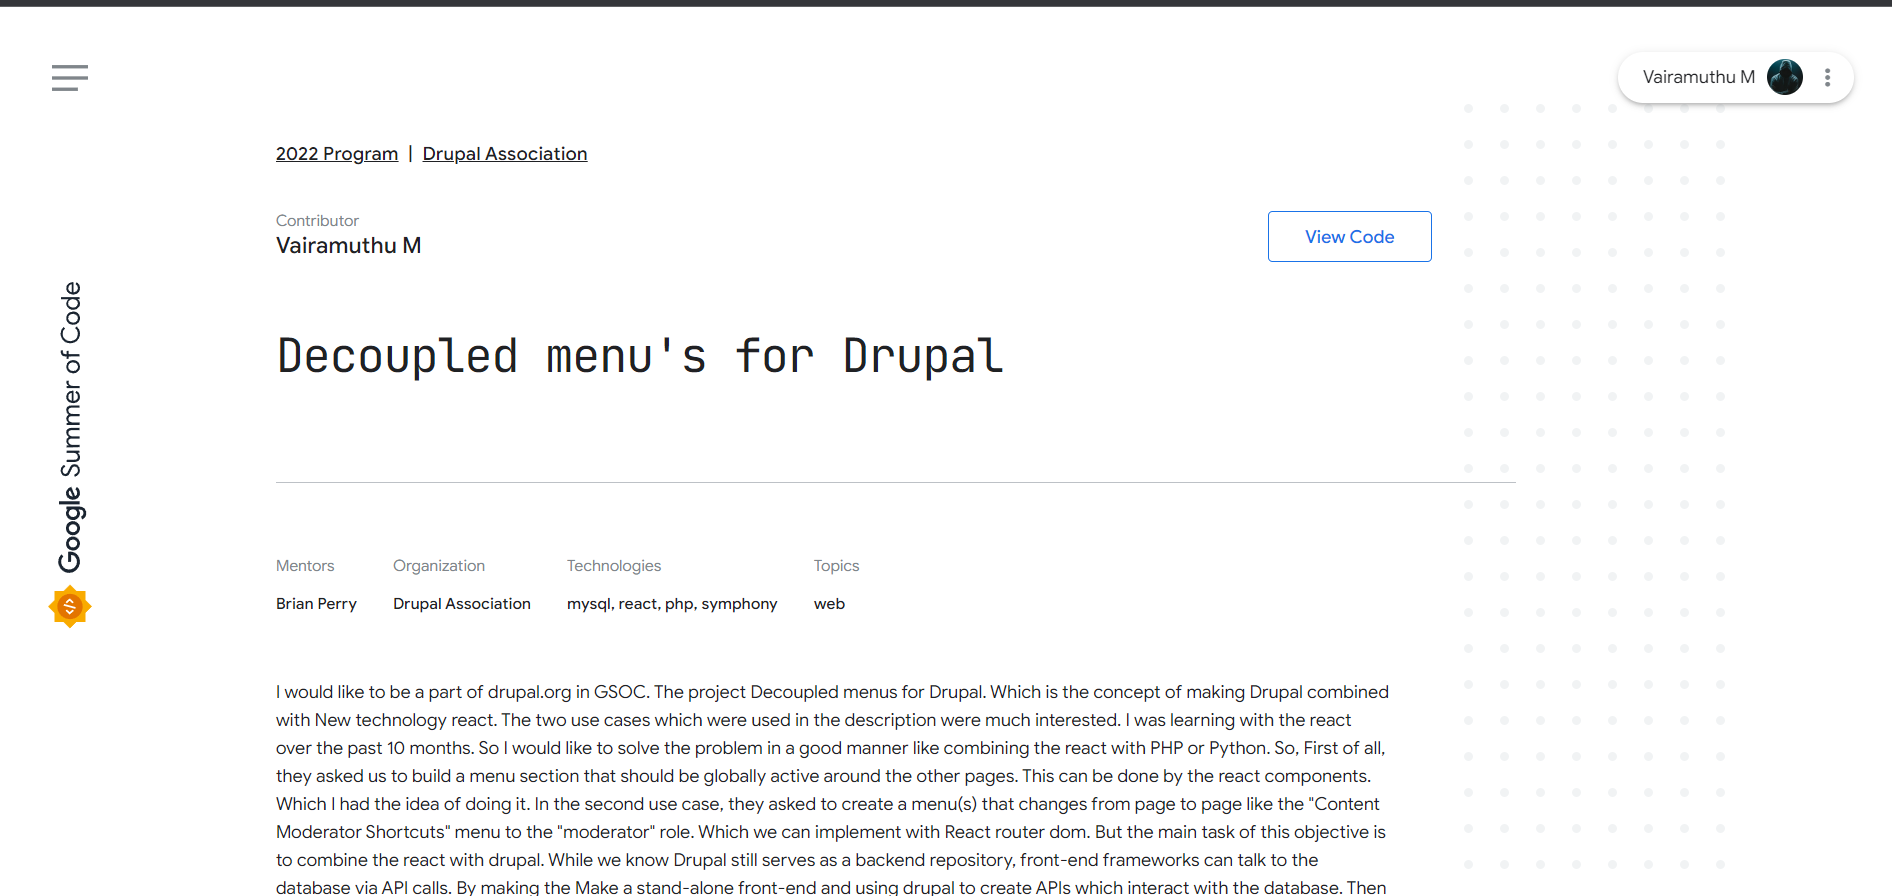 Vairamuthu M
2022 Program | Drupal Association
Contributor
Vairamuthu M
View Code
Google Summer of Code
Decoupled menu's for Drupal
Mentors Organization Technologies Topics
Brian Perry Drupal Association mysql, react, php, symphony web
I would like to be a part of drupal.org in GSOC. The project Decoupled menus for Drupal. Which is the concept of making Drupal combined
with New technology react. The two use cases which were used in the description were much interested. I was learning with the react
over the past 10 months. So I would like to solve the problem in a good manner like combining the react with PHP or Python. So, First of all,
they asked us to build a menu section that should be globally active around the other pages. This can be done by the react components.
Which I had the idea of doing it. In the second use case, they asked to create a menu(s) that changes from page to page like the "Content
Moderator Shortcuts" menu to the "moderator" role. Which we can implement with React router dom. But the main task of this objective is
to combine the react with drupal. While we know Drupal still serves as a backend repository, front-end frameworks can talk to the
database via API calls. By making the Make a stand-alone front-end and using drupal to create APIs which interact with the database. Then